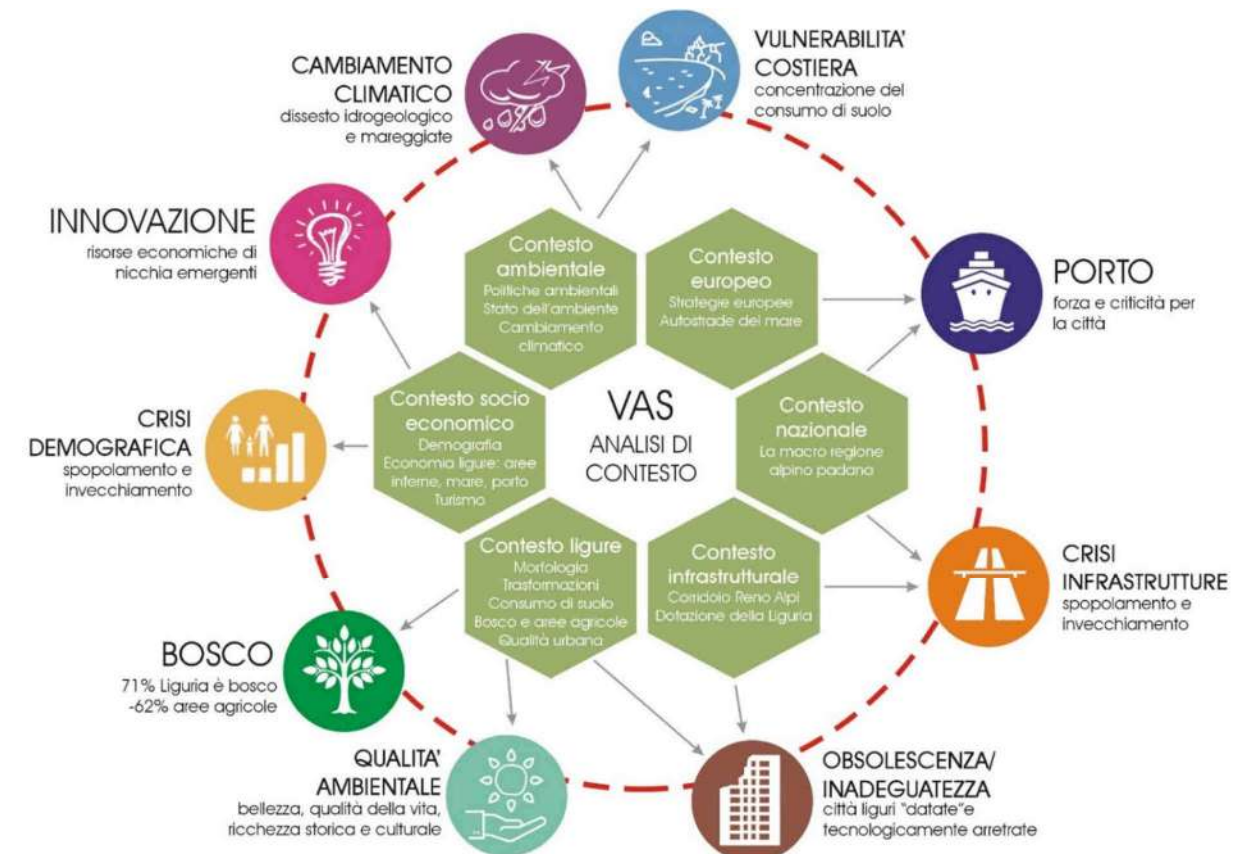 CAMBIAMENTO
CLIMATICO
dissesto idrogeologico
e mareggiate
VULNERABILITA'
COSTIERA
concentrazione del
consumo di suolo
INNOVAZIONE
risorse economiche di
nicchia emergenti
PORTO
forza e criticità per
la città
Contesto
ambientale
Politiche ambientali
Stato dell'ambiente
Cambiamento
climatico
Contesto
europeo
Strategie europee
Autostrade del mare
Contesto socio
economico
Demografia
Economia ligure: aree
interne, mare, porto
Turismo
VAS
ANALISI DI
CONTESTO
Contesto
nazionale
La macro regione
alpino padana
CRISI
DEMOGRAFICA
spopolamento e
invecchiamento
Contesto ligure
Morfologia
Trasformazioni
Consumo di suolo
Bosco e aree agricole
Qualità urbana
Contesto
infrastrutturale
Corridoio Reno Alpi
Dotazione della Liguria
CRISI
INFRASTRUTTURE
spopolamento e
invecchiamento
BOSCO
71% Liguria è bosco
-62% aree agricole
QUALITA'
AMBIENTALE
bellezza, qualità della vita,
ricchezza storica e culturale
OBSOLESCENZA/
INADEGUATEZZA
città liguri "datate"e
tecnologicamente arretrate